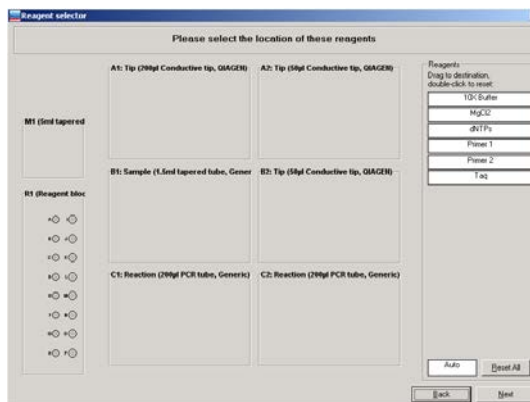 Reagent selector
Please select the location of these reagents
A1: Tip (200µl Conductive tip, QIAGEN)
A2: Tip (50µl Conductive tip, QIAGEN)
M1 (5ml tapered
B1: Sample (1.5ml tapered tube, Gener
B2: Tip (50µl Conductive tip, QIAGEN)
R1 (Reagent bloc
C1: Reaction (200µl PCR tube, Generic)
C2: Reaction (200µl PCR tube, Generic)
Reagents
Drag to destination,
double-click to reset:
10X Buffer
MgCl2
dNTPs
Primer 1
Primer 2
Taq
Auto
Reset All
Back
Next